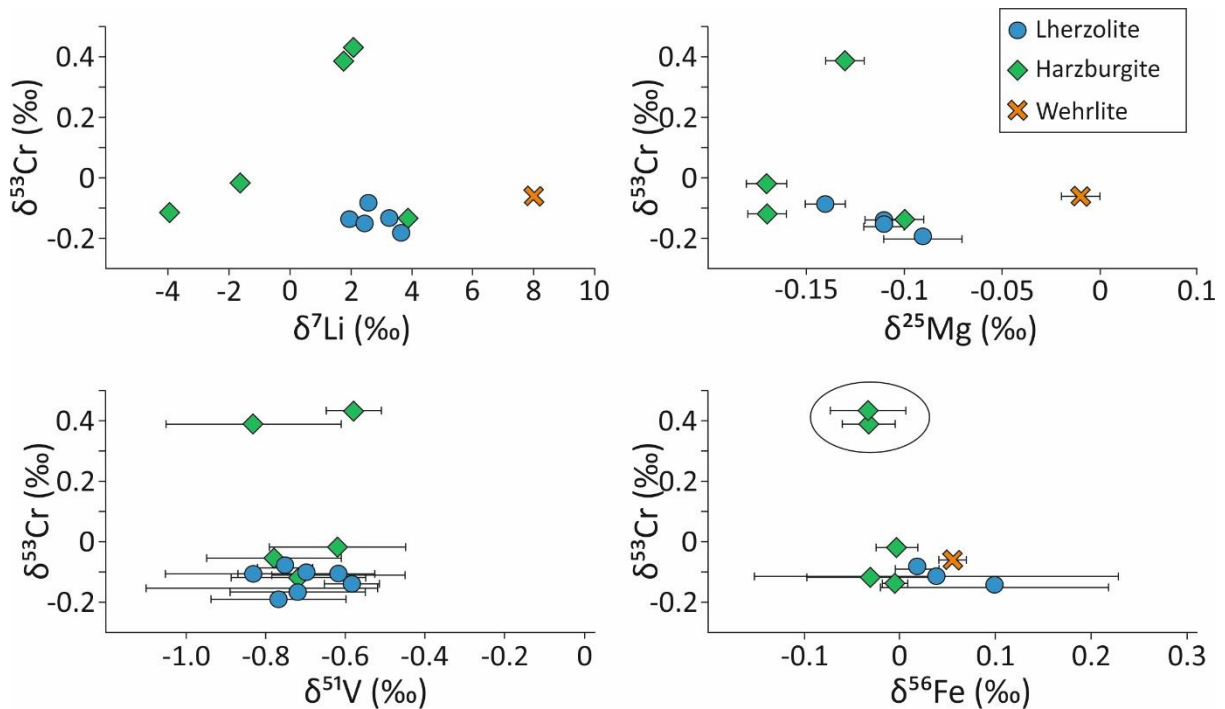 δ⁵³Cr (‰)
0.4
0.2
0
-0.2
-4 -2 0 2 4 6 8 10
δ⁷Li (‰)
δ⁵³Cr (‰)
0.4
0.2
0
-0.2
-0.15 -0.1 -0.05 0 0.1
δ²⁵Mg (‰)
Lherzolite
Harzburgite
Wehrlite
δ⁵³Cr (‰)
0.4
0.2
0
-0.2
-1.0 -0.8 -0.6 -0.4 -0.2 0
δ⁵¹V (‰)
δ⁵³Cr (‰)
0.4
0.2
0
-0.2
-0.1 0 0.1 0.2 0.3
δ⁵⁶Fe (‰)